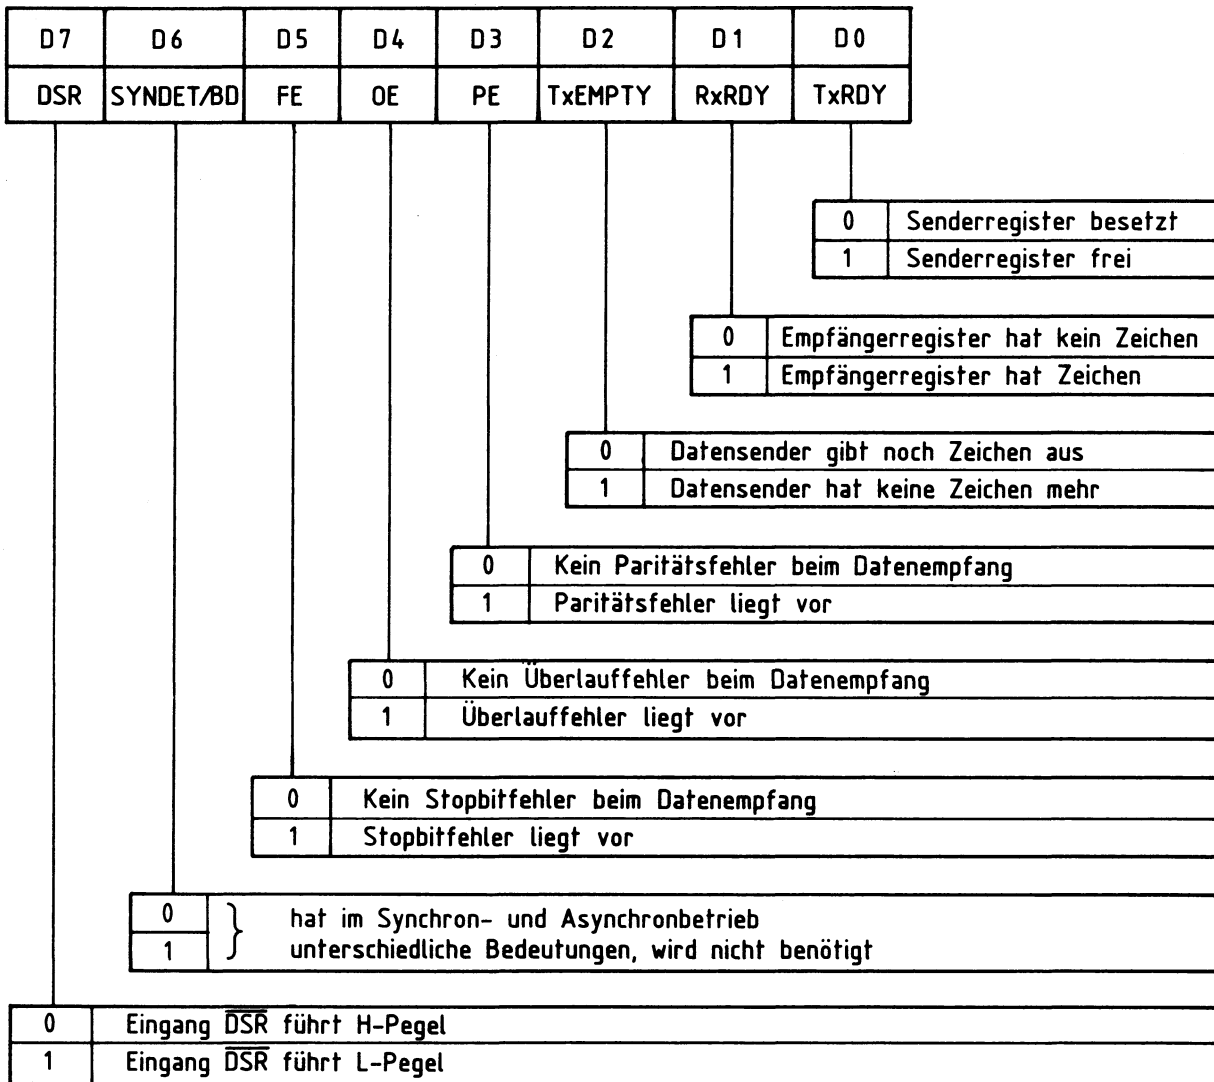 D7 D6 D5 D4 D3 D2 D1 D0
DSR SYNDET/BD FE OE PE TxEMPTY RxRDY TxRDY
0 Senderregister besetzt
1 Senderregister frei
0 Empfängerregister hat kein Zeichen
1 Empfängerregister hat Zeichen
0 Datensender gibt noch Zeichen aus
1 Datensender hat keine Zeichen mehr
0 Kein Paritätsfehler beim Datenempfang
1 Paritätsfehler liegt vor
0 Kein Überlauffehler beim Datenempfang
1 Überlauffehler liegt vor
0 Kein Stopbitfehler beim Datenempfang
1 Stopbitfehler liegt vor
0 } hat im Synchron- und Asynchronbetrieb
1 unterschiedliche Bedeutungen, wird nicht benötigt
0 Eingang D̅S̅R̅ führt H-Pegel
1 Eingang D̅S̅R̅ führt L-Pegel